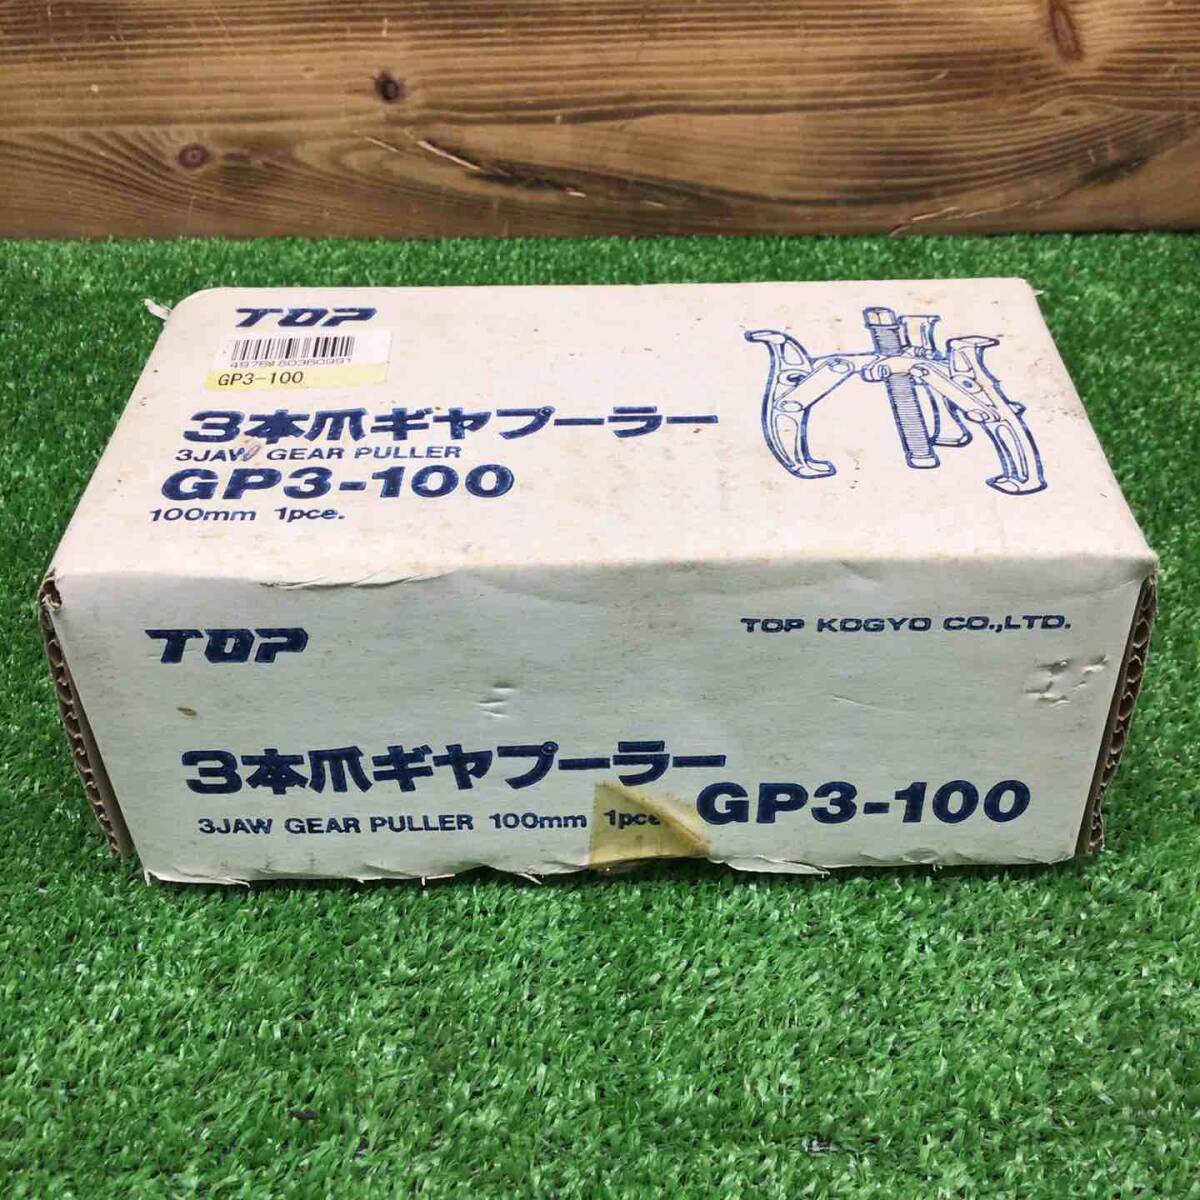 TOP
GP3-100
3本爪ギヤプーラー
3JAW GEAR PULLER
GP3-100
100mm 1pce.
TOP
TOP KOGYO CO.,LTD.
3本爪ギヤプーラー
GP3-100
3JAW GEAR PULLER 100mm 1pce.